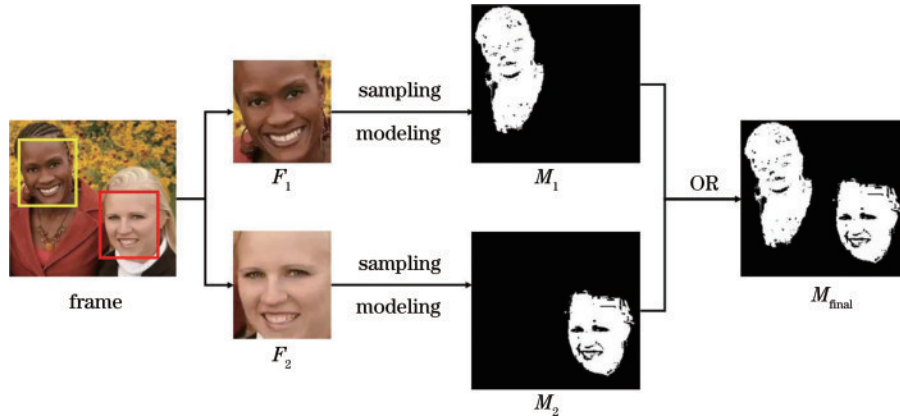 sampling
modeling
F₁
M₁
frame
OR
sampling
modeling
F₂
M₂
M_final